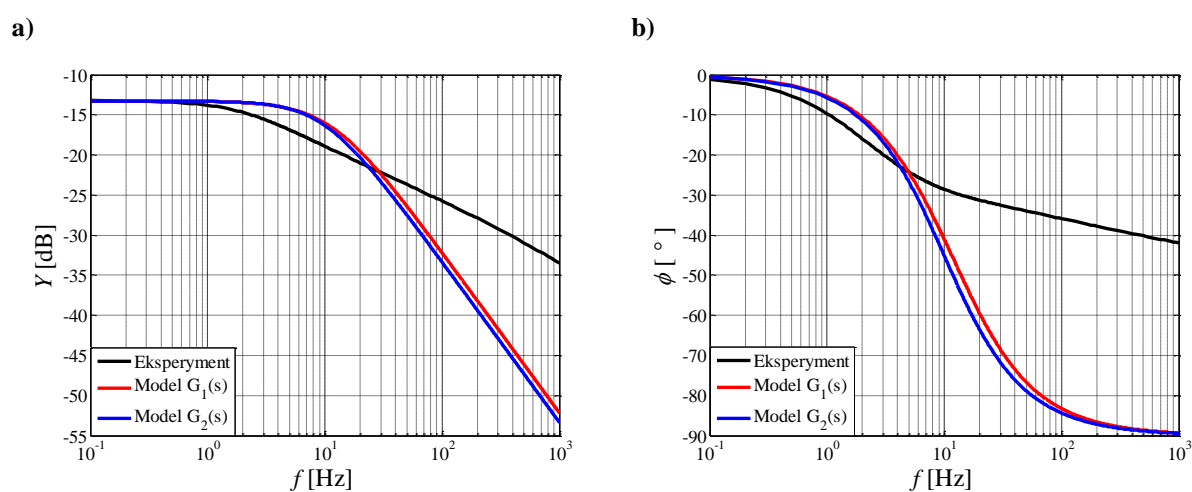 a)
b)
-10
-15
-20
-25
-30
-35
-40
-45
-50
-55
Y [dB]
Eksperyment
Model G₁(s)
Model G₂(s)
10⁻¹ 10⁰ 10¹ 10² 10³
f [Hz]
0
-10
-20
-30
-40
-50
-60
-70
-80
-90
ϕ [°]
Eksperyment
Model G₁(s)
Model G₂(s)
10⁻¹ 10⁰ 10¹ 10² 10³
f [Hz]